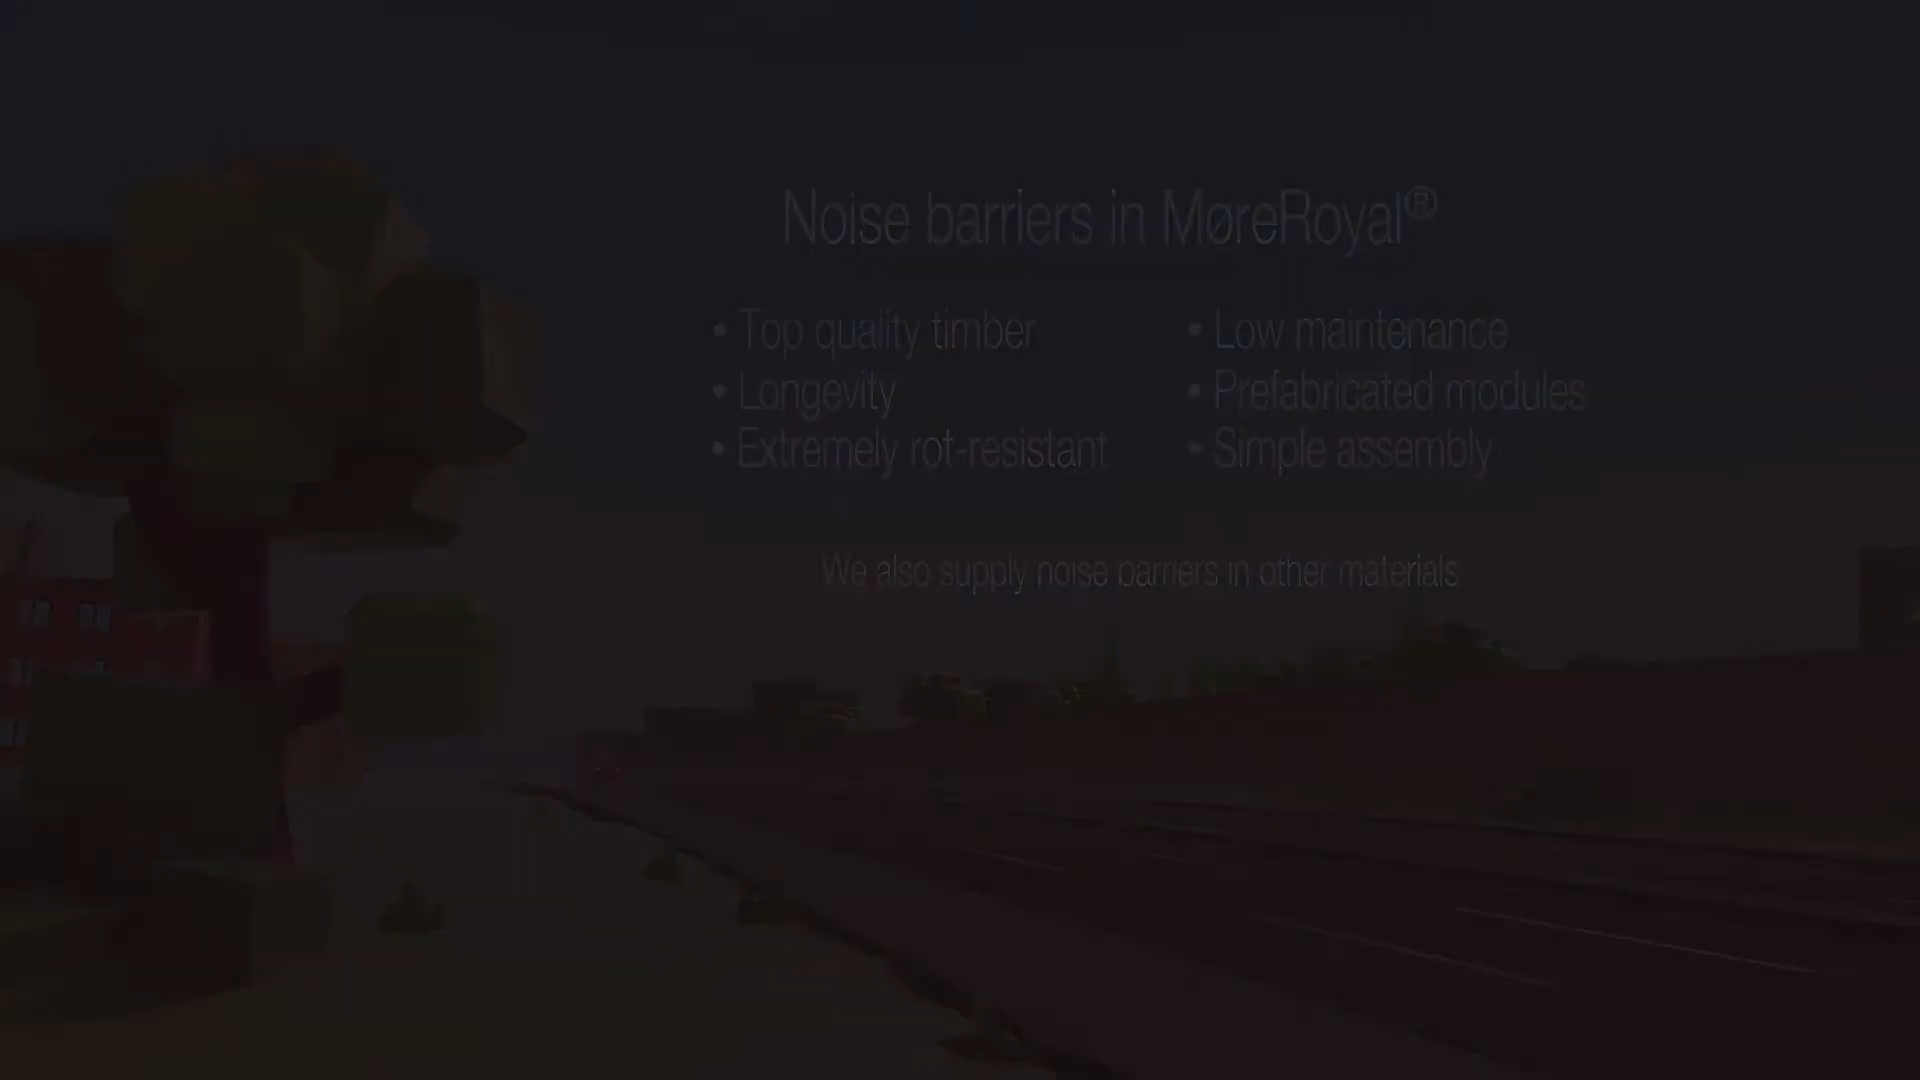 Noise barriers in MøreRoyal®
• Top quality timber
• Longevity
• Extremely rot-resistant
• Low maintenance
• Prefabricated modules
• Simple assembly
We also supply noise barriers in other materials